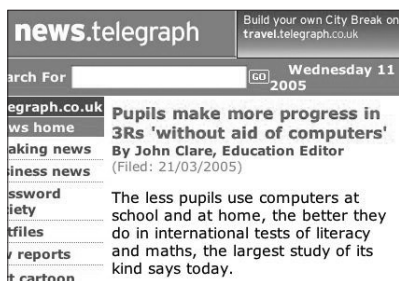 news.telegraph
Build your own City Break on
travel.telegraph.co.uk
arch For
GO
Wednesday 11
2005
egraph.co.uk
ws home
aking news
siness news
ssword
iety
tfiles
reports
t cartoon
Pupils make more progress in
3Rs 'without aid of computers'
By John Clare, Education Editor
(Filed: 21/03/2005)
The less pupils use computers at
school and at home, the better they
do in international tests of literacy
and maths, the largest study of its
kind says today.